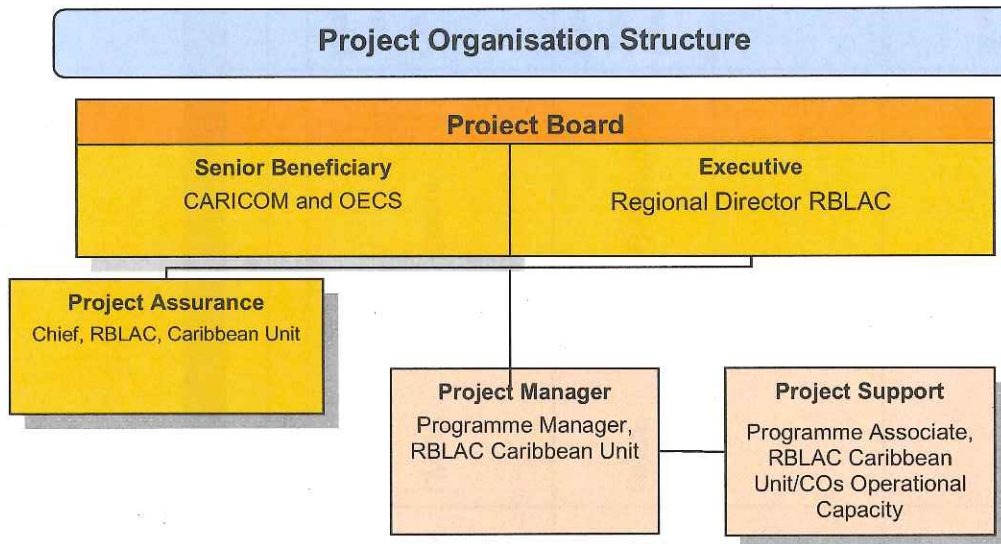 Project Organisation Structure
Project Board
Senior Beneficiary
CARICOM and OECS
Executive
Regional Director RBLAC
Project Assurance
Chief, RBLAC, Caribbean Unit
Project Manager
Programme Manager,
RBLAC Caribbean Unit
Project Support
Programme Associate,
RBLAC Caribbean
Unit/COs Operational
Capacity